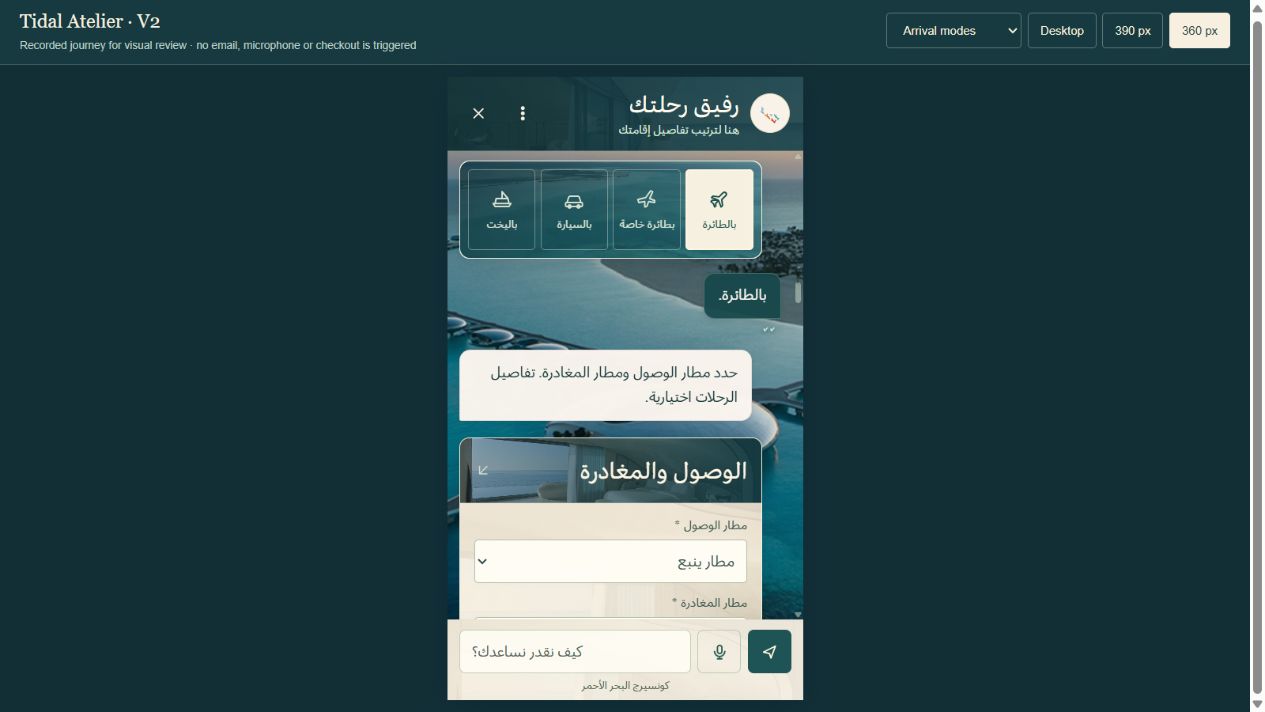 Tidal Atelier · V2
Recorded journey for visual review · no email, microphone or checkout is triggered
Arrival modes
Desktop
390 px
360 px
رفيق رحلتك
هنا لترتيب تفاصيل إقامتك
بالطائرة
بطائرة خاصة
بالسيارة
باليخت
بالطائرة.
حدد مطار الوصول ومطار المغادرة. تفاصيل
الرحلات اختيارية.
الوصول والمغادرة
مطار الوصول *
مطار ينبع
مطار المغادرة *
كيف نقدر نساعدك؟
كونسيرج البحر الأحمر